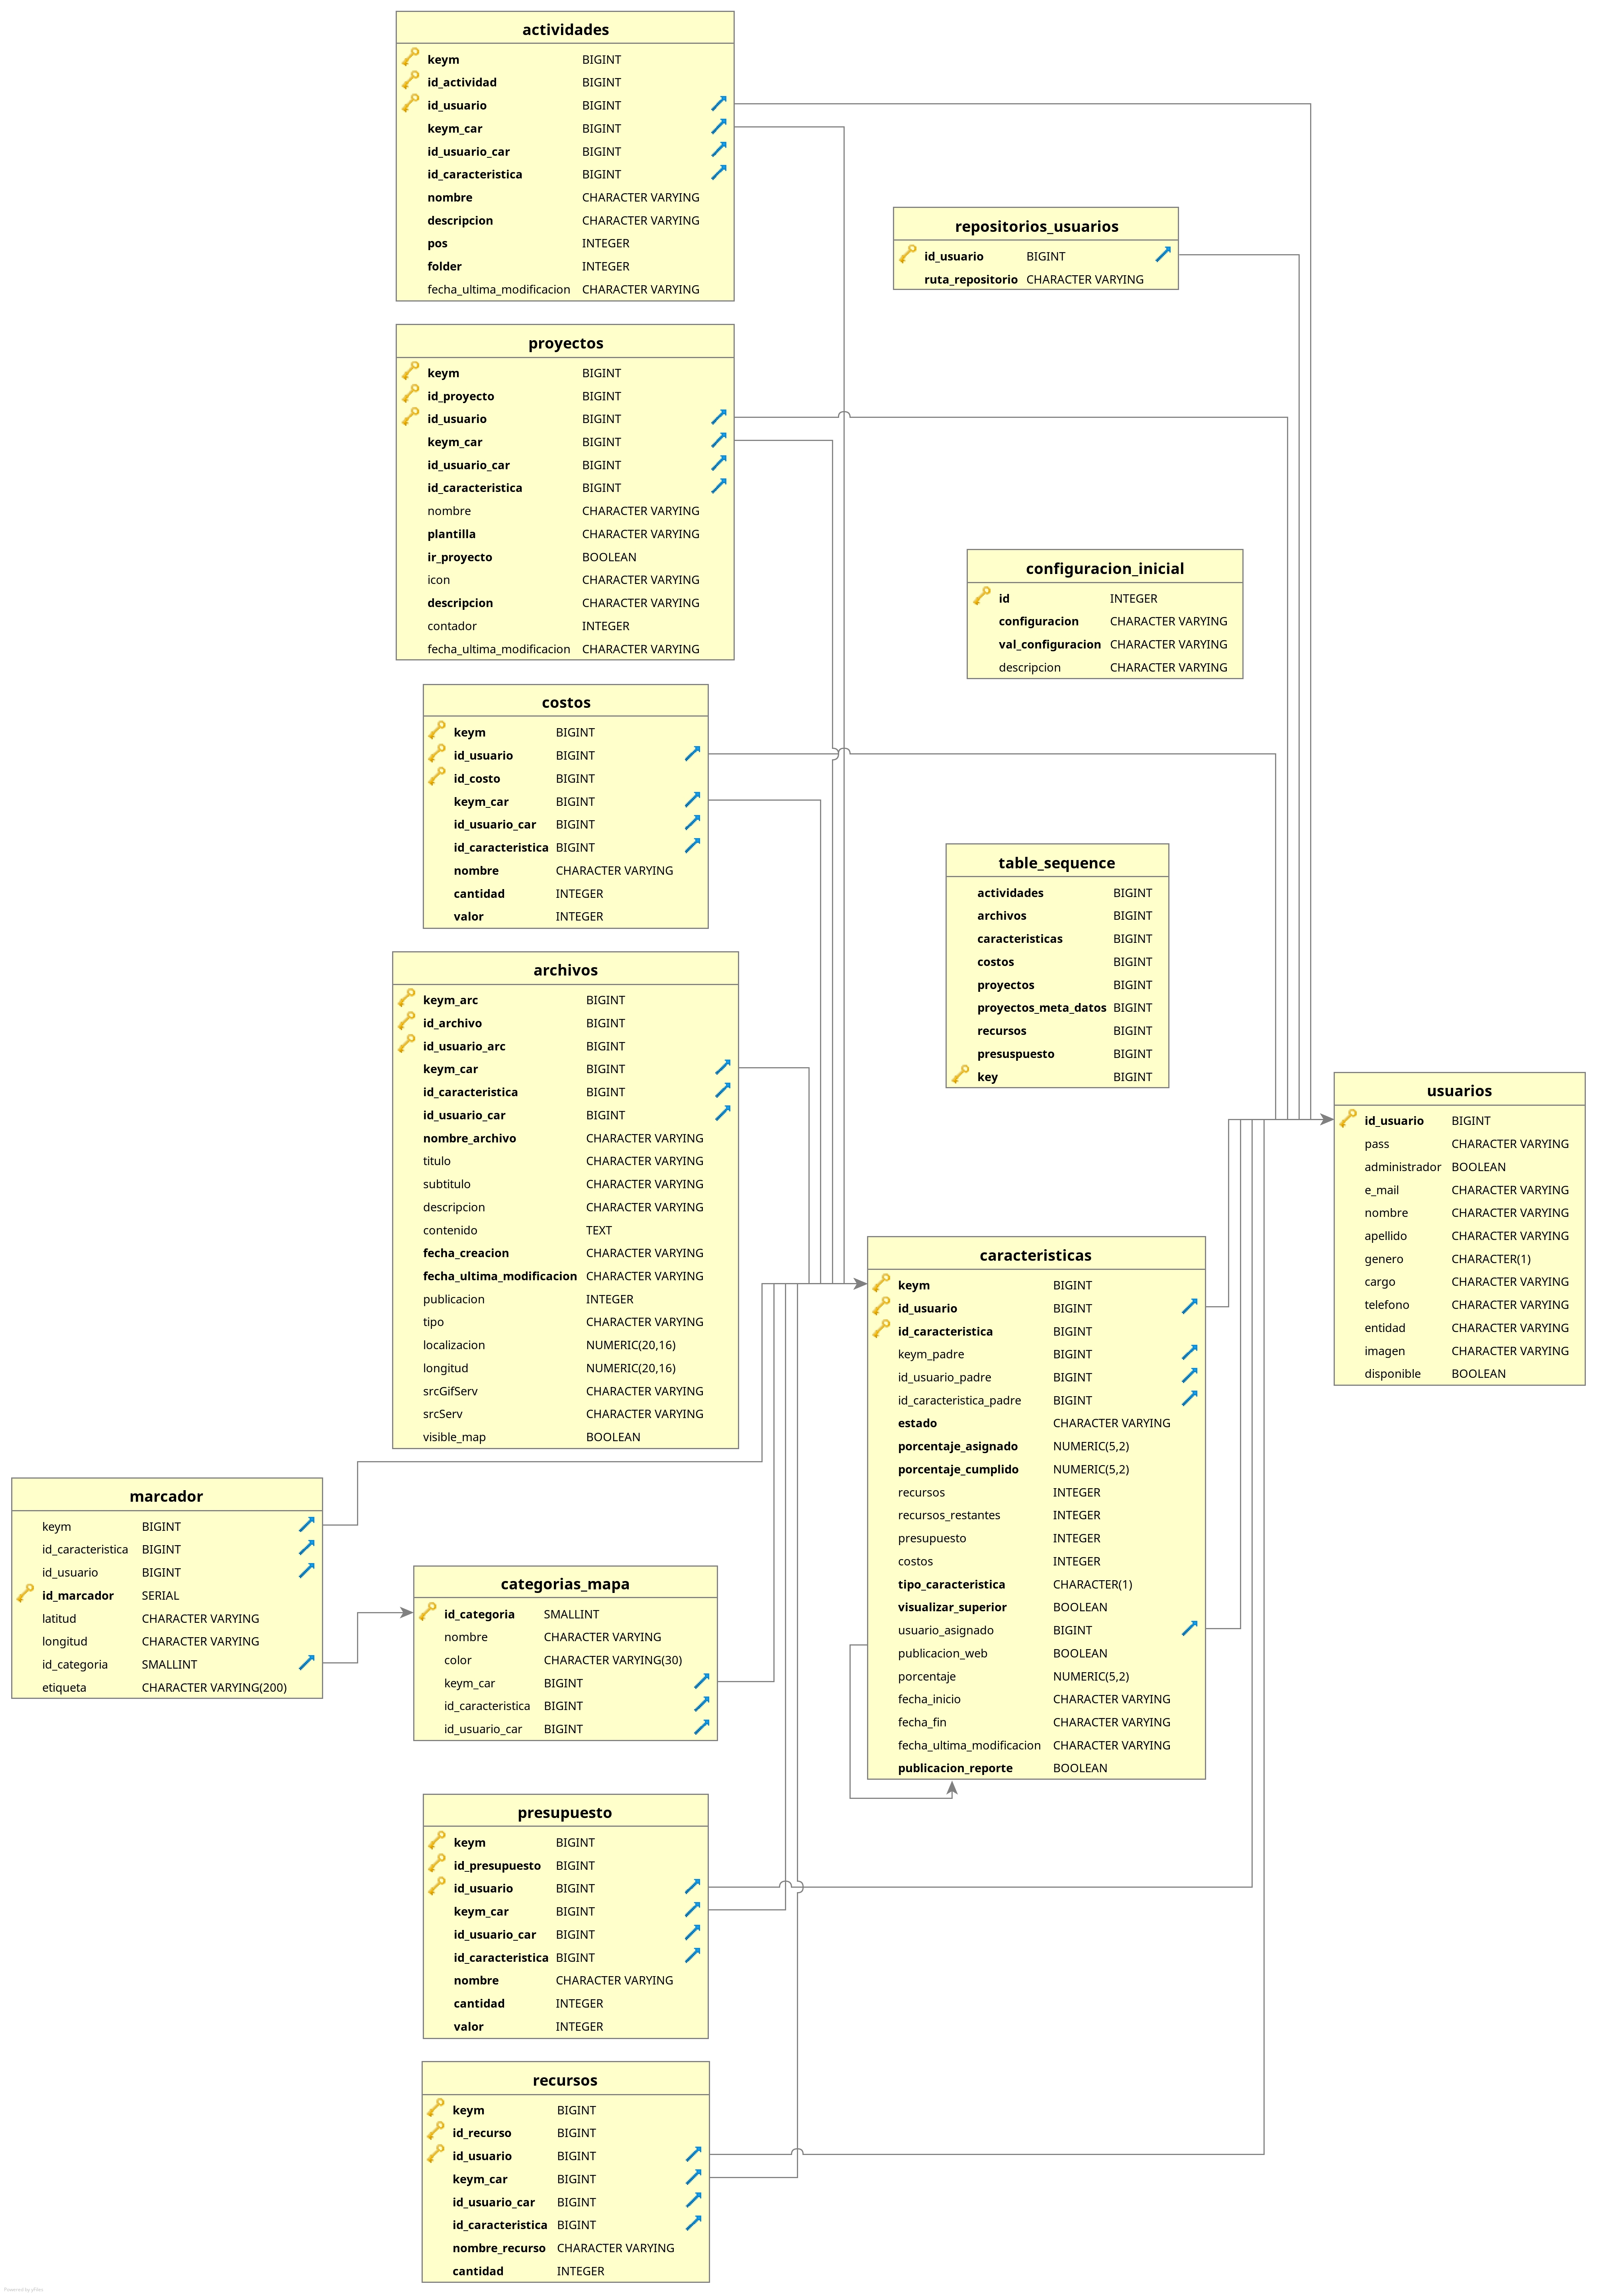 actividades
keym BIGINT
id_actividad BIGINT
id_usuario BIGINT
keym_car BIGINT
id_usuario_car BIGINT
id_caracteristica BIGINT
nombre CHARACTER VARYING
descripcion CHARACTER VARYING
pos INTEGER
folder INTEGER
fecha_ultima_modificacion CHARACTER VARYING
repositorios_usuarios
id_usuario BIGINT
ruta_repositorio CHARACTER VARYING
proyectos
keym BIGINT
id_proyecto BIGINT
id_usuario BIGINT
keym_car BIGINT
id_usuario_car BIGINT
id_caracteristica BIGINT
nombre CHARACTER VARYING
plantilla CHARACTER VARYING
ir_proyecto BOOLEAN
icon CHARACTER VARYING
descripcion CHARACTER VARYING
contador INTEGER
fecha_ultima_modificacion CHARACTER VARYING
configuracion_inicial
id INTEGER
configuracion CHARACTER VARYING
val_configuracion CHARACTER VARYING
descripcion CHARACTER VARYING
costos
keym BIGINT
id_usuario BIGINT
id_costo BIGINT
keym_car BIGINT
id_usuario_car BIGINT
id_caracteristica BIGINT
nombre CHARACTER VARYING
cantidad INTEGER
valor INTEGER
table_sequence
actividades BIGINT
archivos BIGINT
caracteristicas BIGINT
costos BIGINT
proyectos BIGINT
proyectos_meta_datos BIGINT
recursos BIGINT
presuspuesto BIGINT
key BIGINT
archivos
keym_arc BIGINT
id_archivo BIGINT
id_usuario_arc BIGINT
keym_car BIGINT
id_caracteristica BIGINT
id_usuario_car BIGINT
nombre_archivo CHARACTER VARYING
titulo CHARACTER VARYING
subtitulo CHARACTER VARYING
descripcion CHARACTER VARYING
contenido TEXT
fecha_creacion CHARACTER VARYING
fecha_ultima_modificacion CHARACTER VARYING
publicacion INTEGER
tipo CHARACTER VARYING
localizacion NUMERIC(20,16)
longitud NUMERIC(20,16)
srcGifServ CHARACTER VARYING
srcServ CHARACTER VARYING
visible_map BOOLEAN
usuarios
id_usuario BIGINT
pass CHARACTER VARYING
administrador BOOLEAN
e_mail CHARACTER VARYING
nombre CHARACTER VARYING
apellido CHARACTER VARYING
genero CHARACTER(1)
cargo CHARACTER VARYING
telefono CHARACTER VARYING
entidad CHARACTER VARYING
imagen CHARACTER VARYING
disponible BOOLEAN
caracteristicas
keym BIGINT
id_usuario BIGINT
id_caracteristica BIGINT
keym_padre BIGINT
id_usuario_padre BIGINT
id_caracteristica_padre BIGINT
estado CHARACTER VARYING
porcentaje_asignado NUMERIC(5,2)
porcentaje_cumplido NUMERIC(5,2)
recursos INTEGER
recursos_restantes INTEGER
presupuesto INTEGER
costos INTEGER
tipo_caracteristica CHARACTER(1)
visualizar_superior BOOLEAN
usuario_asignado BIGINT
publicacion_web BOOLEAN
porcentaje NUMERIC(5,2)
fecha_inicio CHARACTER VARYING
fecha_fin CHARACTER VARYING
fecha_ultima_modificacion CHARACTER VARYING
publicacion_reporte BOOLEAN
marcador
keym BIGINT
id_caracteristica BIGINT
id_usuario BIGINT
id_marcador SERIAL
latitud CHARACTER VARYING
longitud CHARACTER VARYING
id_categoria SMALLINT
etiqueta CHARACTER VARYING(200)
categorias_mapa
id_categoria SMALLINT
nombre CHARACTER VARYING
color CHARACTER VARYING(30)
keym_car BIGINT
id_caracteristica BIGINT
id_usuario_car BIGINT
presupuesto
keym BIGINT
id_presupuesto BIGINT
id_usuario BIGINT
keym_car BIGINT
id_usuario_car BIGINT
id_caracteristica BIGINT
nombre CHARACTER VARYING
cantidad INTEGER
valor INTEGER
recursos
keym BIGINT
id_recurso BIGINT
id_usuario BIGINT
keym_car BIGINT
id_usuario_car BIGINT
id_caracteristica BIGINT
nombre_recurso CHARACTER VARYING
cantidad INTEGER
Powered by yFiles